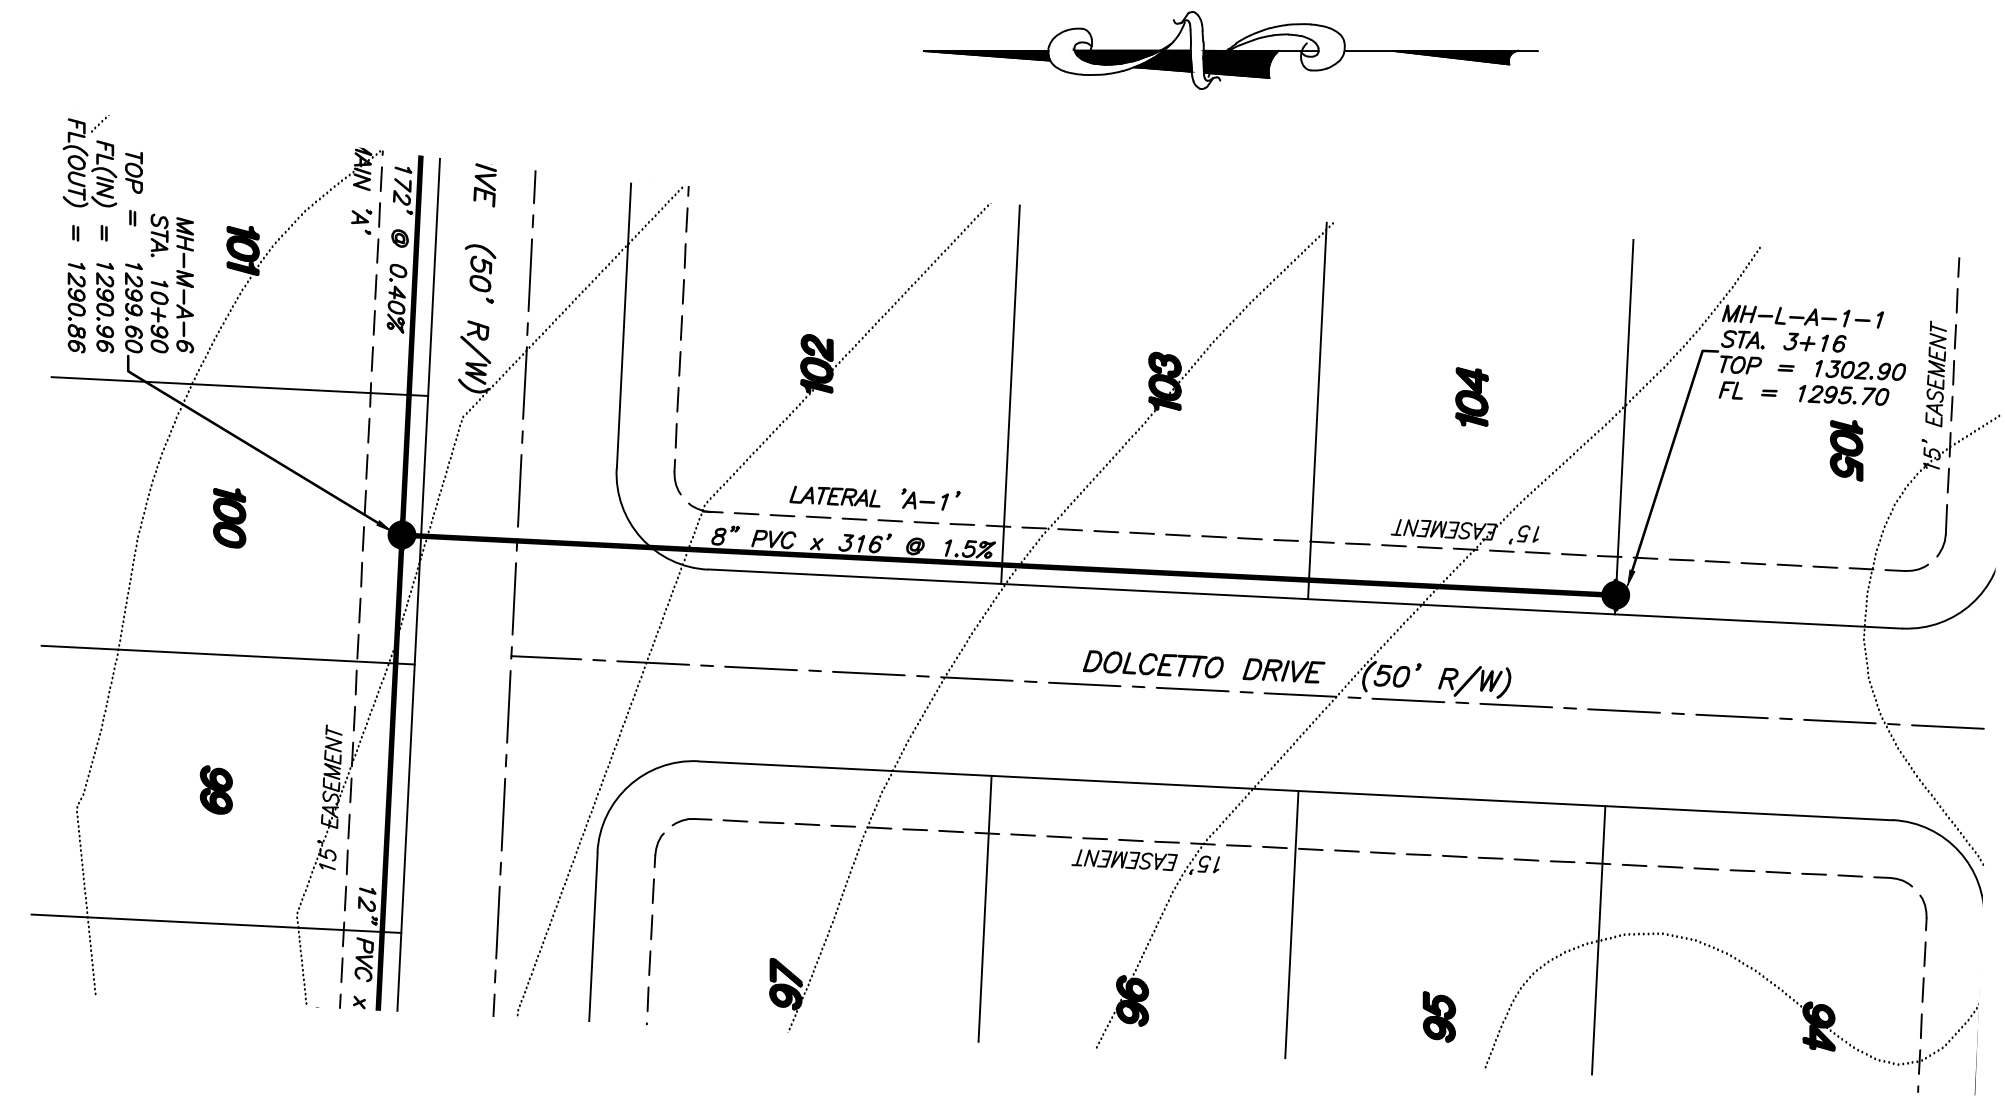 N
MH-M-A-6
STA. 10+90
TOP = 1299.60
FL(IN) = 1290.96
FL(OUT) = 1290.86
101
AIN 'A'
172' @ 0.40%
IVE (50' R/W)
102
103
104
MH-L-A-1-1
STA. 3+16
TOP = 1302.90
FL = 1295.70
15' EASEMENT
105
100
LATERAL 'A-1'
8" PVC x 316' @ 1.5%
15' EASEMENT
DOLCETTO DRIVE (50' R/W)
99
15' EASEMENT
12" PVC x
15' EASEMENT
97
96
95
94